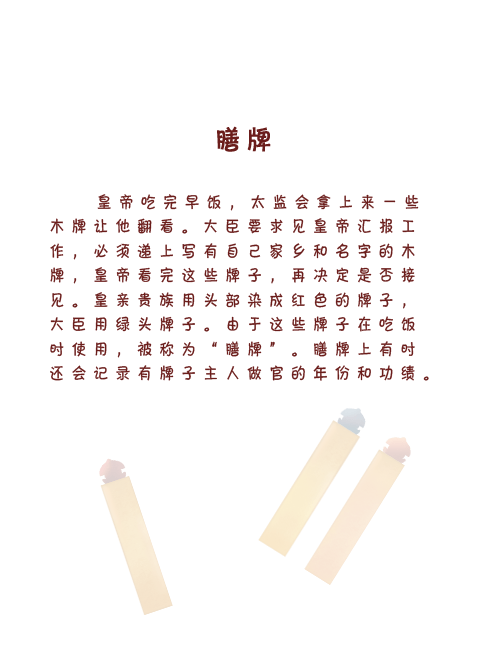 膳牌
皇帝吃完早饭，太监会拿上来一些
木牌让他翻看。大臣要求见皇帝汇报工
作，必须递上写有自己家乡和名字的木
牌，皇帝看完这些牌子，再决定是否接
见。皇亲贵族用头部染成红色的牌子，
大臣用绿头牌子。由于这些牌子在吃饭
时使用，被称为“膳牌”。膳牌上有时
还会记录有牌子主人做官的年份和功绩。